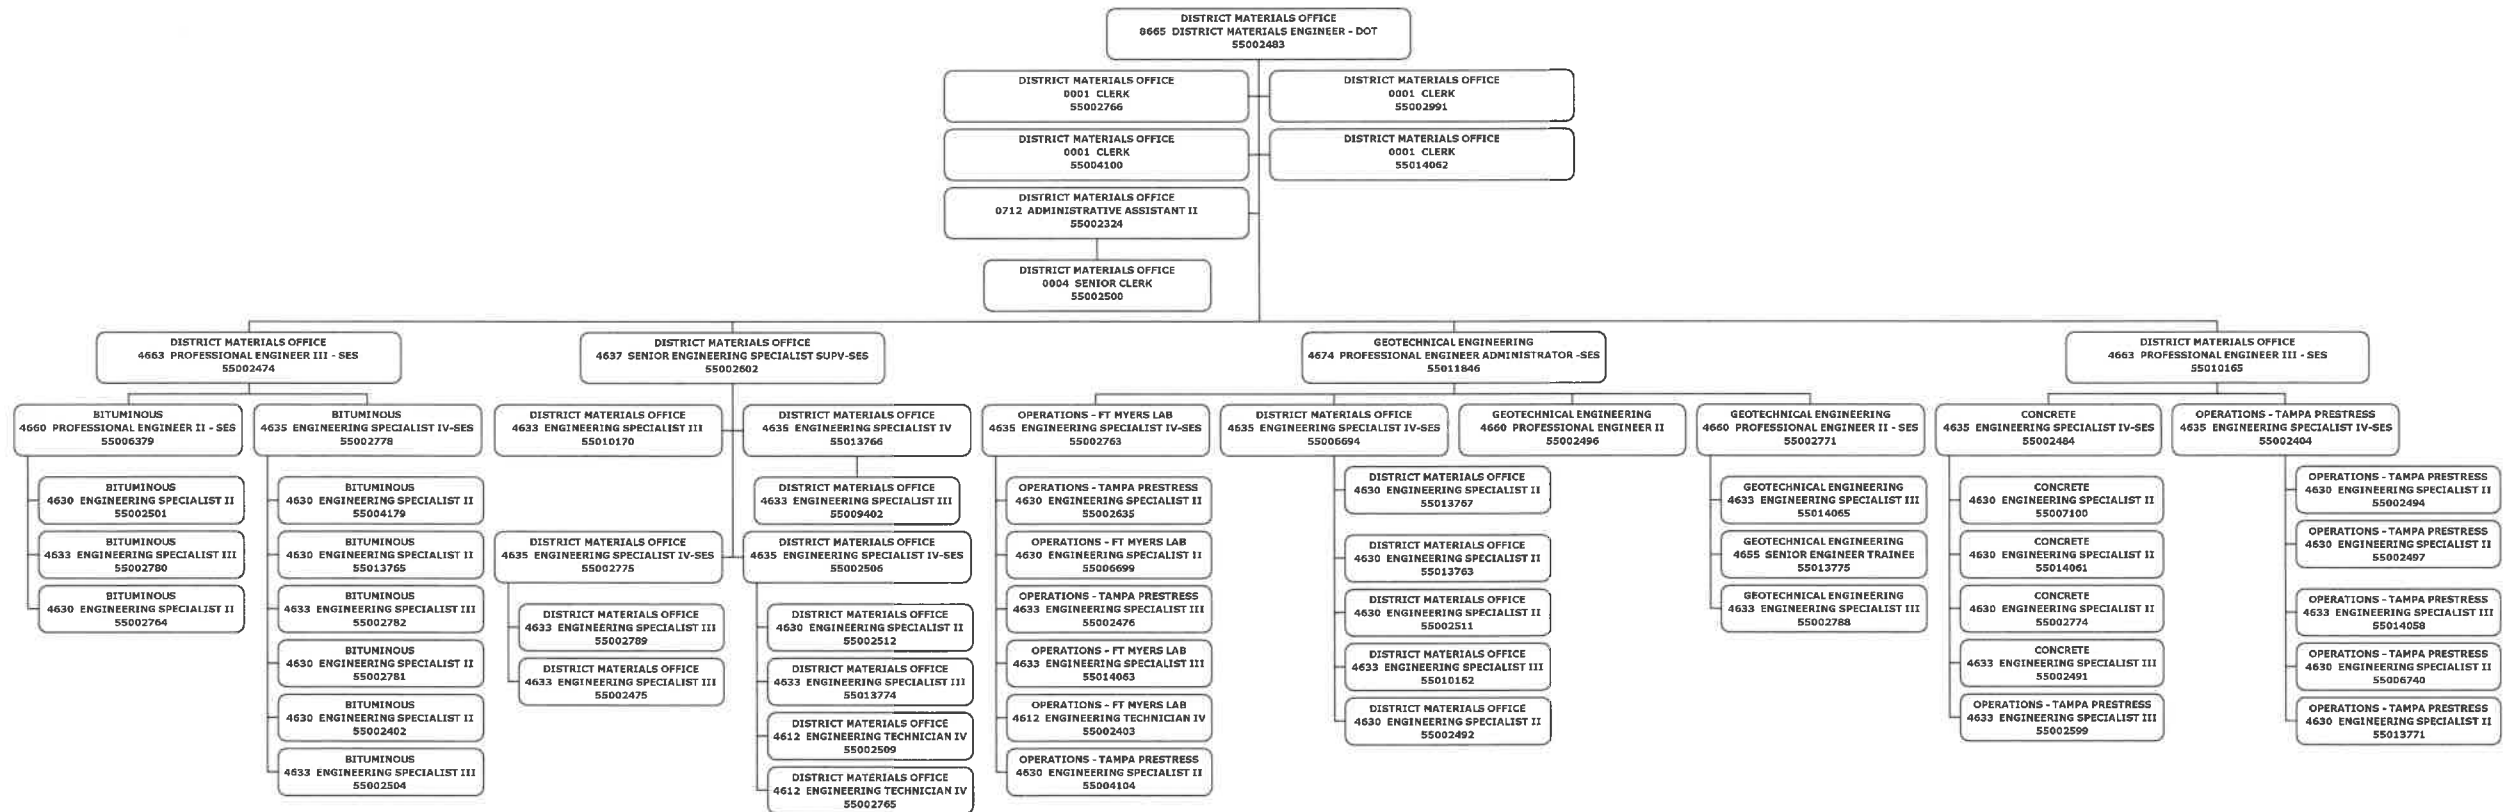 DISTRICT MATERIALS OFFICE
8665 DISTRICT MATERIALS ENGINEER - DOT
55002483
DISTRICT MATERIALS OFFICE
0001 CLERK
55002766
DISTRICT MATERIALS OFFICE
0001 CLERK
55002991
DISTRICT MATERIALS OFFICE
0001 CLERK
55004100
DISTRICT MATERIALS OFFICE
0001 CLERK
55014062
DISTRICT MATERIALS OFFICE
0712 ADMINISTRATIVE ASSISTANT II
55002324
DISTRICT MATERIALS OFFICE
0004 SENIOR CLERK
55002500
DISTRICT MATERIALS OFFICE
4663 PROFESSIONAL ENGINEER III - SES
55002474
BITUMINOUS
4660 PROFESSIONAL ENGINEER II - SES
55006379
BITUMINOUS
4630 ENGINEERING SPECIALIST II
55002501
BITUMINOUS
4633 ENGINEERING SPECIALIST III
55002780
BITUMINOUS
4630 ENGINEERING SPECIALIST II
55002764
BITUMINOUS
4635 ENGINEERING SPECIALIST IV-SES
55002778
BITUMINOUS
4630 ENGINEERING SPECIALIST II
55004179
BITUMINOUS
4630 ENGINEERING SPECIALIST II
55013765
BITUMINOUS
4633 ENGINEERING SPECIALIST III
55002782
BITUMINOUS
4630 ENGINEERING SPECIALIST II
55002781
BITUMINOUS
4630 ENGINEERING SPECIALIST II
55002402
BITUMINOUS
4633 ENGINEERING SPECIALIST III
55002504
DISTRICT MATERIALS OFFICE
4637 SENIOR ENGINEERING SPECIALIST SUPV-SES
55002602
DISTRICT MATERIALS OFFICE
4633 ENGINEERING SPECIALIST III
55010170
DISTRICT MATERIALS OFFICE
4635 ENGINEERING SPECIALIST IV
55013766
DISTRICT MATERIALS OFFICE
4633 ENGINEERING SPECIALIST III
55009402
DISTRICT MATERIALS OFFICE
4635 ENGINEERING SPECIALIST IV-SES
55002775
DISTRICT MATERIALS OFFICE
4633 ENGINEERING SPECIALIST III
55002789
DISTRICT MATERIALS OFFICE
4633 ENGINEERING SPECIALIST III
55002475
DISTRICT MATERIALS OFFICE
4635 ENGINEERING SPECIALIST IV-SES
55002506
DISTRICT MATERIALS OFFICE
4630 ENGINEERING SPECIALIST II
55002512
DISTRICT MATERIALS OFFICE
4633 ENGINEERING SPECIALIST III
55013774
DISTRICT MATERIALS OFFICE
4612 ENGINEERING TECHNICIAN IV
55002509
DISTRICT MATERIALS OFFICE
4612 ENGINEERING TECHNICIAN IV
55002765
GEOTECHNICAL ENGINEERING
4674 PROFESSIONAL ENGINEER ADMINISTRATOR -SES
55011846
OPERATIONS - FT MYERS LAB
4635 ENGINEERING SPECIALIST IV-SES
55002763
OPERATIONS - TAMPA PRESTRESS
4630 ENGINEERING SPECIALIST II
55002635
OPERATIONS - FT MYERS LAB
4630 ENGINEERING SPECIALIST II
55006699
OPERATIONS - TAMPA PRESTRESS
4633 ENGINEERING SPECIALIST III
55002476
OPERATIONS - FT MYERS LAB
4633 ENGINEERING SPECIALIST III
55014063
OPERATIONS - FT MYERS LAB
4612 ENGINEERING TECHNICIAN IV
55002403
OPERATIONS - TAMPA PRESTRESS
4630 ENGINEERING SPECIALIST II
55004104
DISTRICT MATERIALS OFFICE
4635 ENGINEERING SPECIALIST IV-SES
55006694
DISTRICT MATERIALS OFFICE
4630 ENGINEERING SPECIALIST II
55013767
DISTRICT MATERIALS OFFICE
4630 ENGINEERING SPECIALIST II
55013763
DISTRICT MATERIALS OFFICE
4630 ENGINEERING SPECIALIST II
55002511
DISTRICT MATERIALS OFFICE
4633 ENGINEERING SPECIALIST III
55010162
DISTRICT MATERIALS OFFICE
4630 ENGINEERING SPECIALIST II
55002492
GEOTECHNICAL ENGINEERING
4660 PROFESSIONAL ENGINEER II
55002496
GEOTECHNICAL ENGINEERING
4660 PROFESSIONAL ENGINEER II - SES
55002771
GEOTECHNICAL ENGINEERING
4633 ENGINEERING SPECIALIST III
55014065
GEOTECHNICAL ENGINEERING
4655 SENIOR ENGINEER TRAINEE
55013775
GEOTECHNICAL ENGINEERING
4633 ENGINEERING SPECIALIST III
55002788
DISTRICT MATERIALS OFFICE
4663 PROFESSIONAL ENGINEER III - SES
55010165
CONCRETE
4635 ENGINEERING SPECIALIST IV-SES
55002484
CONCRETE
4630 ENGINEERING SPECIALIST II
55007100
CONCRETE
4630 ENGINEERING SPECIALIST II
55014061
CONCRETE
4630 ENGINEERING SPECIALIST II
55002774
CONCRETE
4633 ENGINEERING SPECIALIST III
55002491
OPERATIONS - TAMPA PRESTRESS
4633 ENGINEERING SPECIALIST III
55002599
OPERATIONS - TAMPA PRESTRESS
4635 ENGINEERING SPECIALIST IV-SES
55002404
OPERATIONS - TAMPA PRESTRESS
4630 ENGINEERING SPECIALIST II
55002494
OPERATIONS - TAMPA PRESTRESS
4630 ENGINEERING SPECIALIST II
55002497
OPERATIONS - TAMPA PRESTRESS
4633 ENGINEERING SPECIALIST III
55014058
OPERATIONS - TAMPA PRESTRESS
4630 ENGINEERING SPECIALIST II
55006740
OPERATIONS - TAMPA PRESTRESS
4630 ENGINEERING SPECIALIST II
55013771